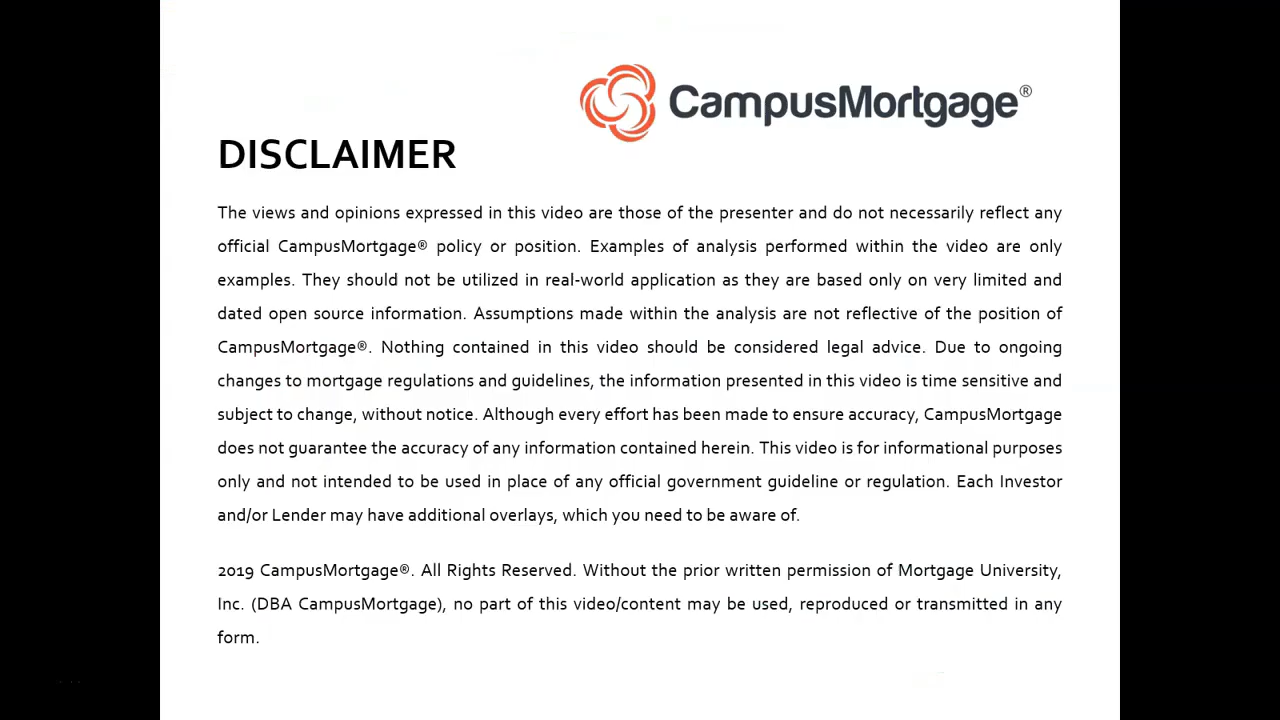 CampusMortgage®
DISCLAIMER
The views and opinions expressed in this video are those of the presenter and do not necessarily reflect any
official CampusMortgage® policy or position. Examples of analysis performed within the video are only
examples. They should not be utilized in real-world application as they are based only on very limited and
dated open source information. Assumptions made within the analysis are not reflective of the position of
CampusMortgage®. Nothing contained in this video should be considered legal advice. Due to ongoing
changes to mortgage regulations and guidelines, the information presented in this video is time sensitive and
subject to change, without notice. Although every effort has been made to ensure accuracy, CampusMortgage
does not guarantee the accuracy of any information contained herein. This video is for informational purposes
only and not intended to be used in place of any official government guideline or regulation. Each Investor
and/or Lender may have additional overlays, which you need to be aware of.
2019 CampusMortgage®. All Rights Reserved. Without the prior written permission of Mortgage University,
Inc. (DBA CampusMortgage), no part of this video/content may be used, reproduced or transmitted in any
form.